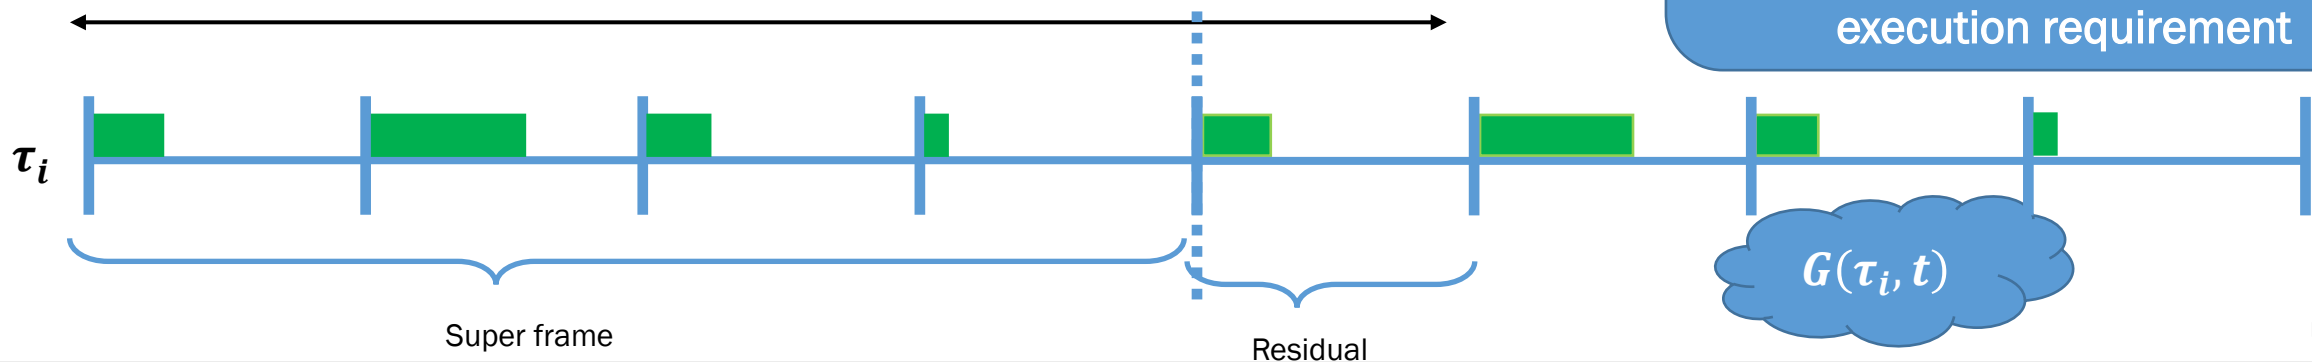 execution requirement
τᵢ
G(τᵢ, t)
Super frame
Residual